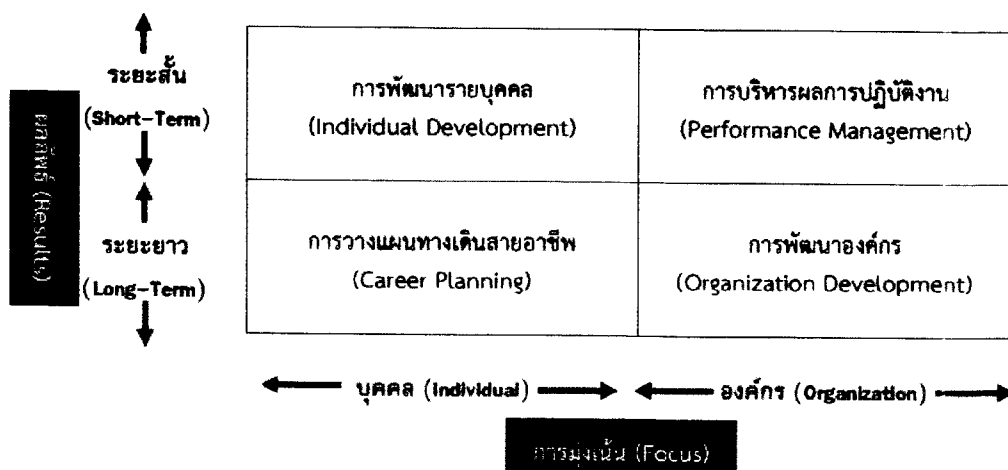 ระยะสั้น
(Short-Term)
ผลลัพธ์ (Results)
ระยะยาว
(Long-Term)
การพัฒนารายบุคคล
(Individual Development)
การบริหารผลการปฏิบัติงาน
(Performance Management)
การวางแผนทางเดินสายอาชีพ
(Career Planning)
การพัฒนาองค์กร
(Organization Development)
บุคคล (Individual)
องค์กร (Organization)
การมุ่งเน้น (Focus)